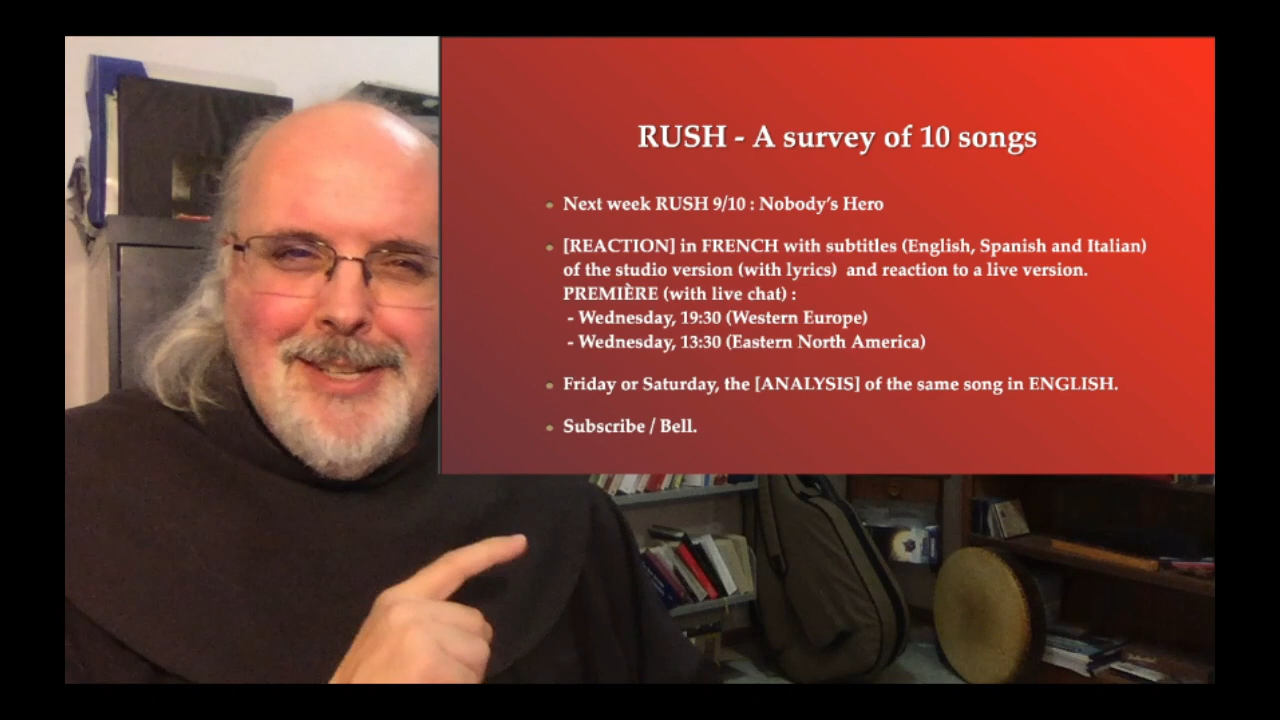 RUSH - A survey of 10 songs
• Next week RUSH 9/10 : Nobody's Hero
• [REACTION] in FRENCH with subtitles (English, Spanish and Italian)
of the studio version (with lyrics) and reaction to a live version.
PREMIÈRE (with live chat) :
- Wednesday, 19:30 (Western Europe)
- Wednesday, 13:30 (Eastern North America)
• Friday or Saturday, the [ANALYSIS] of the same song in ENGLISH.
• Subscribe / Bell.